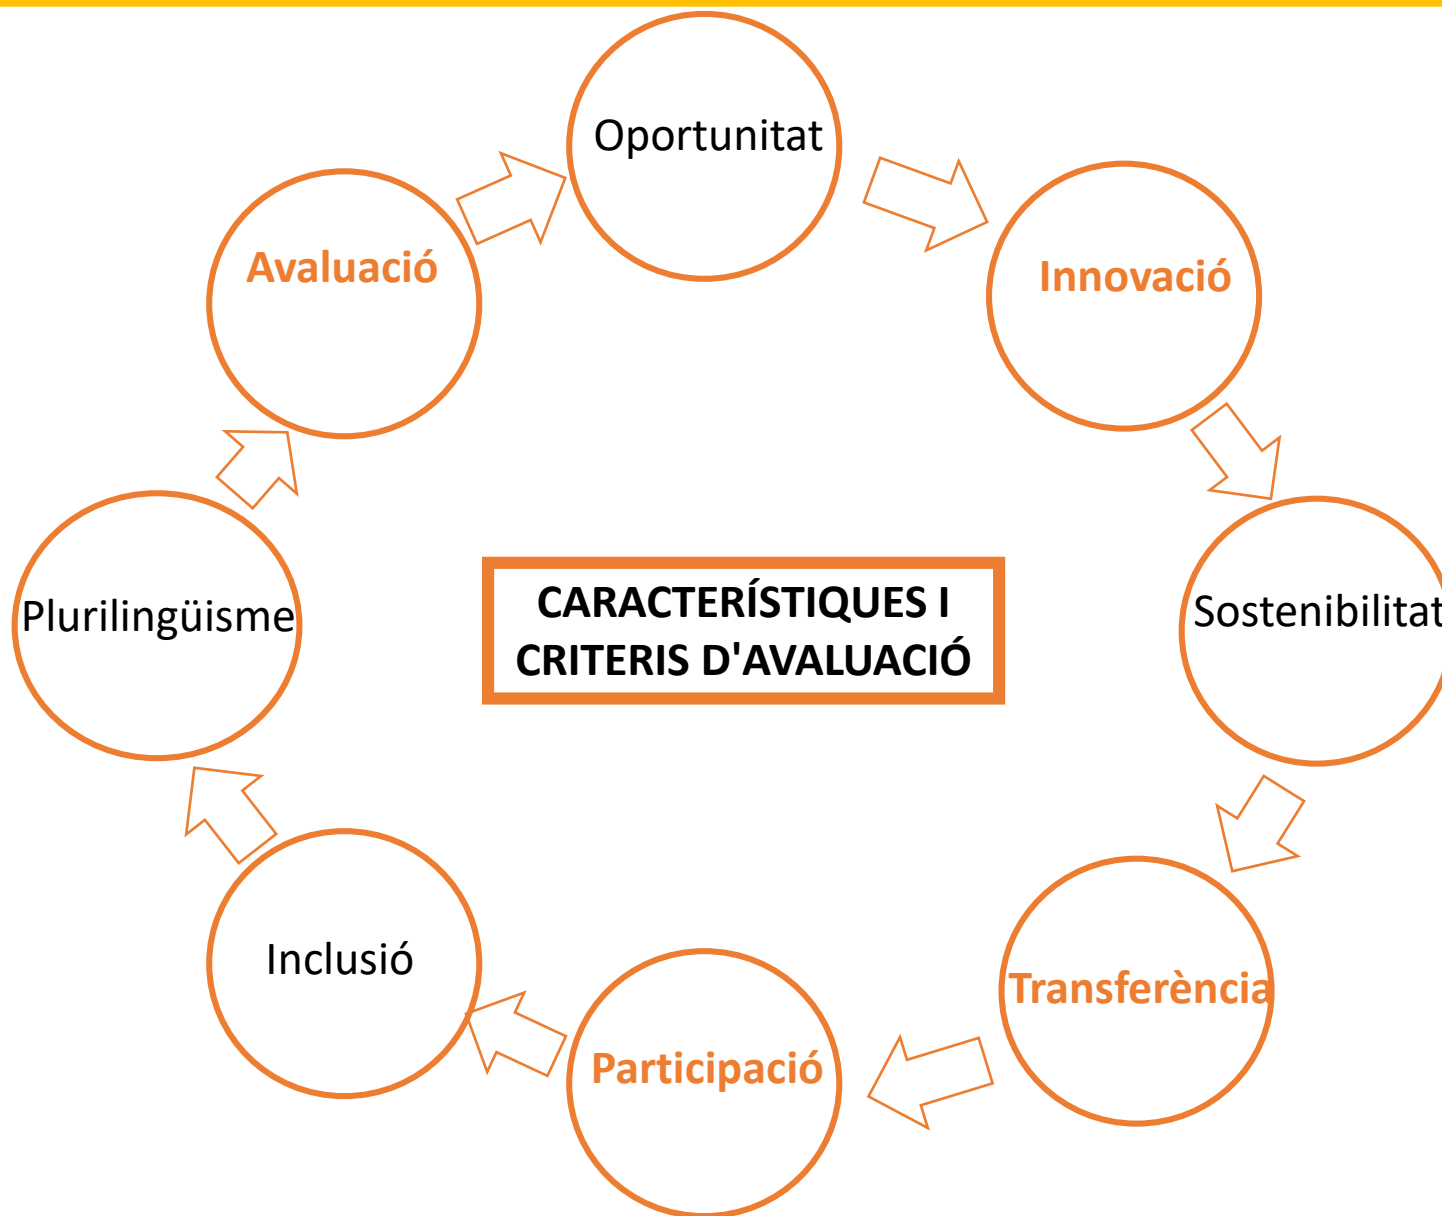 Oportunitat
Innovació
Sostenibilitat
Transferència
Participació
Inclusió
Plurilingüisme
Avaluació
CARACTERÍSTIQUES I
CRITERIS D'AVALUACIÓ